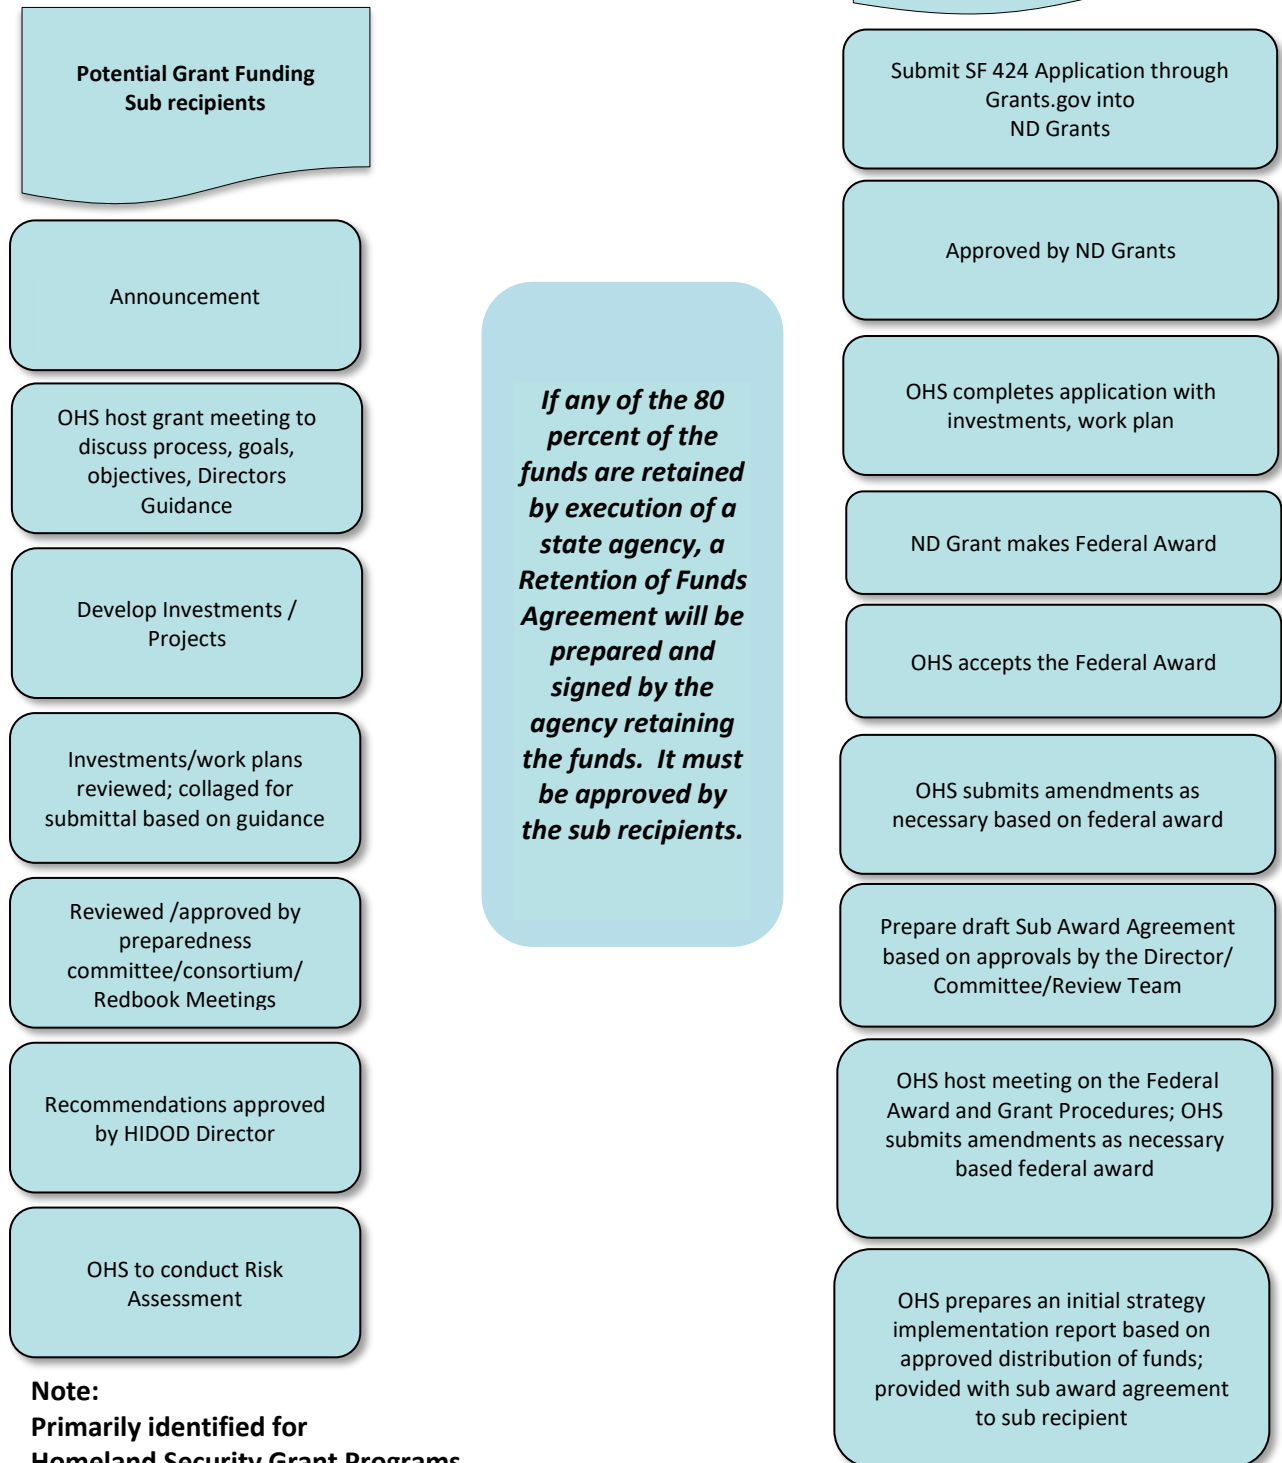 Potential Grant Funding
Sub recipients
Announcement
OHS host grant meeting to
discuss process, goals,
objectives, Directors
Guidance
Develop Investments /
Projects
Investments/work plans
reviewed; collaged for
submittal based on guidance
Reviewed /approved by
preparedness
committee/consortium/
Redbook Meetings
Recommendations approved
by HIDOD Director
OHS to conduct Risk
Assessment
Note:
Primarily identified for
Homeland Security Grant Programs
If any of the 80
percent of the
funds are retained
by execution of a
state agency, a
Retention of Funds
Agreement will be
prepared and
signed by the
agency retaining
the funds.  It must
be approved by
the sub recipients.
Submit SF 424 Application through
Grants.gov into
ND Grants
Approved by ND Grants
OHS completes application with
investments, work plan
ND Grant makes Federal Award
OHS accepts the Federal Award
OHS submits amendments as
necessary based on federal award
Prepare draft Sub Award Agreement
based on approvals by the Director/
Committee/Review Team
OHS host meeting on the Federal
Award and Grant Procedures; OHS
submits amendments as necessary
based federal award
OHS prepares an initial strategy
implementation report based on
approved distribution of funds;
provided with sub award agreement
to sub recipient